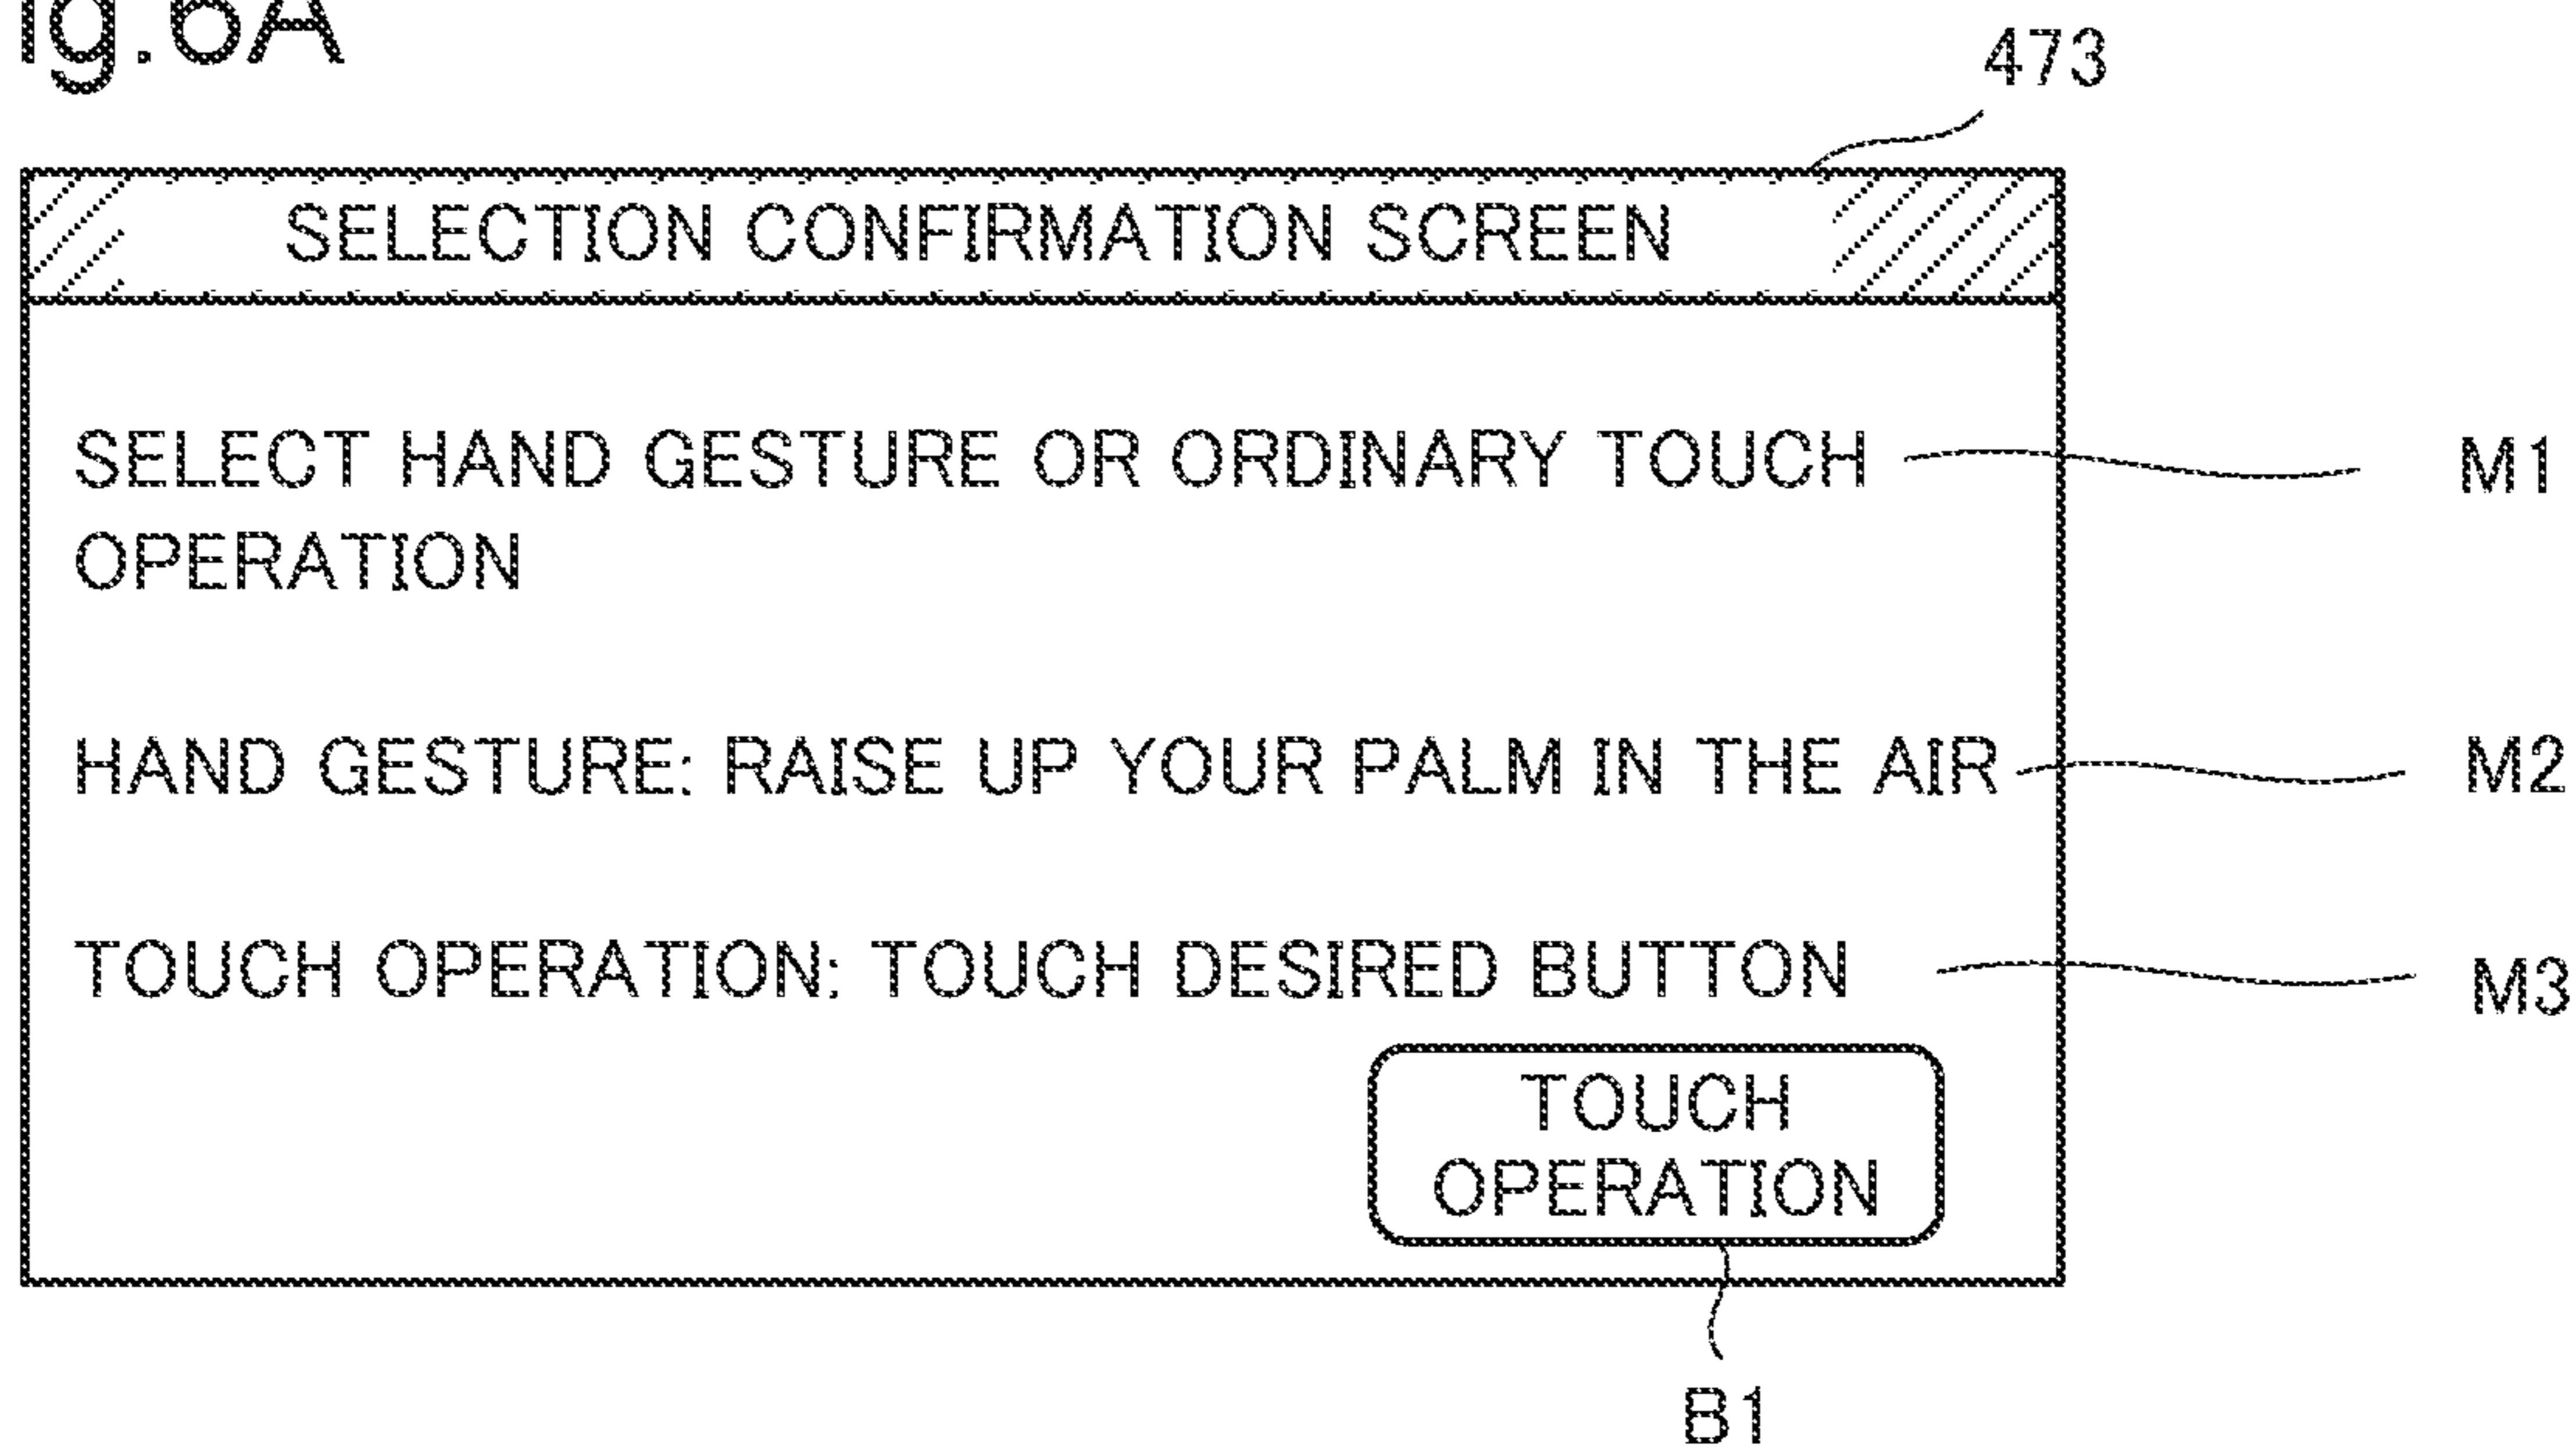 ig.6A
473
SELECTION CONFIRMATION SCREEN
SELECT HAND GESTURE OR ORDINARY TOUCH
OPERATION
M1
HAND GESTURE: RAISE UP YOUR PALM IN THE AIR
M2
TOUCH OPERATION: TOUCH DESIRED BUTTON
M3
TOUCH
OPERATION
B1